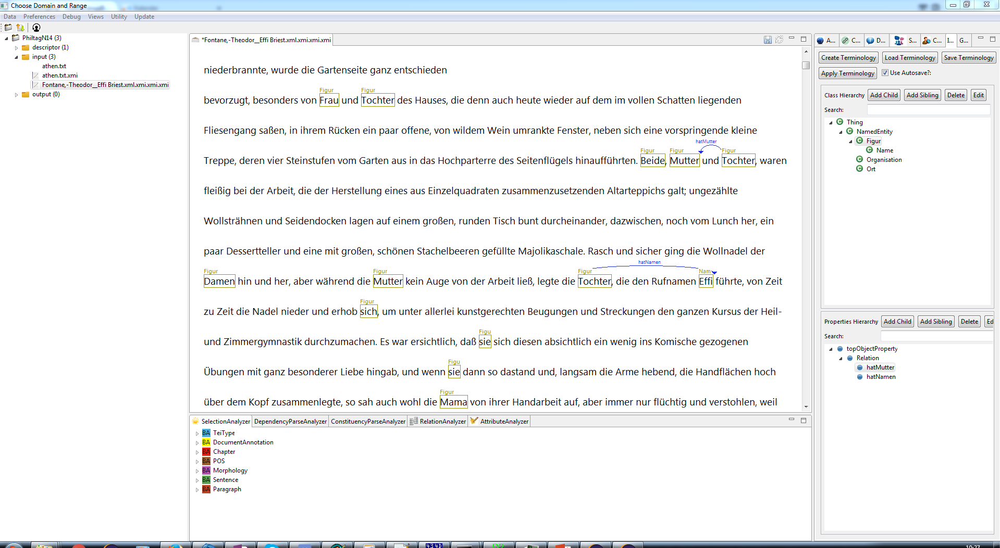 Choose Domain and Range
Data Preferences Debug Views Utility Update
PhiltagN14 (3)
descriptor (1)
input (3)
athen.txt
athen.txt.xmi
Fontane,-Theodor__Effi Briest.xml.xmi.xmi.xmi
output (0)
*Fontane,-Theodor__Effi Briest.xml.xmi.xmi.xmi
niederbrannte, wurde die Gartenseite ganz entschieden
Figur Figur
bevorzugt, besonders von Frau und Tochter des Hauses, die denn auch heute wieder auf dem im vollen Schatten liegenden
Fliesengang saßen, in ihrem Rücken ein paar offene, von wildem Wein umrankte Fenster, neben sich eine vorspringende kleine
hatMutter
Figur Figur Figur
Treppe, deren vier Steinstufen vom Garten aus in das Hochparterre des Seitenflügels hinaufführten. Beide, Mutter und Tochter, waren
fleißig bei der Arbeit, die der Herstellung eines aus Einzelquadraten zusammenzusetzenden Altarteppichs galt; ungezählte
Wollsträhnen und Seidendocken lagen auf einem großen, runden Tisch bunt durcheinander, dazwischen, noch vom Lunch her, ein
paar Dessertteller und eine mit großen, schönen Stachelbeeren gefüllte Majolikaschale. Rasch und sicher ging die Wollnadel der
hatNamen
Figur Figur Figur Nam
Damen hin und her, aber während die Mutter kein Auge von der Arbeit ließ, legte die Tochter, die den Rufnamen Effi führte, von Zeit
Figur
zu Zeit die Nadel nieder und erhob sich, um unter allerlei kunstgerechten Beugungen und Streckungen den ganzen Kursus der Heil-
Figu
und Zimmergymnastik durchzumachen. Es war ersichtlich, daß sie sich diesen absichtlich ein wenig ins Komische gezogenen
Figu
Übungen mit ganz besonderer Liebe hingab, und wenn sie dann so dastand und, langsam die Arme hebend, die Handflächen hoch
Figur
über dem Kopf zusammenlegte, so sah auch wohl die Mama von ihrer Handarbeit auf, aber immer nur flüchtig und verstohlen, weil
SelectionAnalyzer DependencyParseAnalyzer ConstituencyParseAnalyzer RelationAnalyzer AttributeAnalyzer
BA TeiType
BA DocumentAnnotation
BA Chapter
BA POS
BA Morphology
BA Sentence
BA Paragraph
A... C... D... S... C... I... G...
Create Terminology Load Terminology Save Terminology
Apply Terminology Use Autosave?:
Class Hierarchy Add Child Add Sibling Delete Edit
Search:
Thing
NamedEntity
Figur
Name
Organisation
Ort
Properties Hierarchy Add Child Add Sibling Delete Ed
Search:
topObjectProperty
Relation
hatMutter
hatNamen
10:27